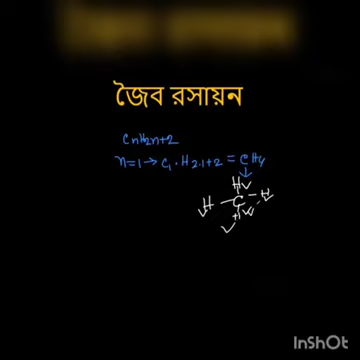 জৈব রসায়ন
CnH2n+2
n=1→ C1·H2.1+2 = CH4
H
H - C - H
H
InShOt